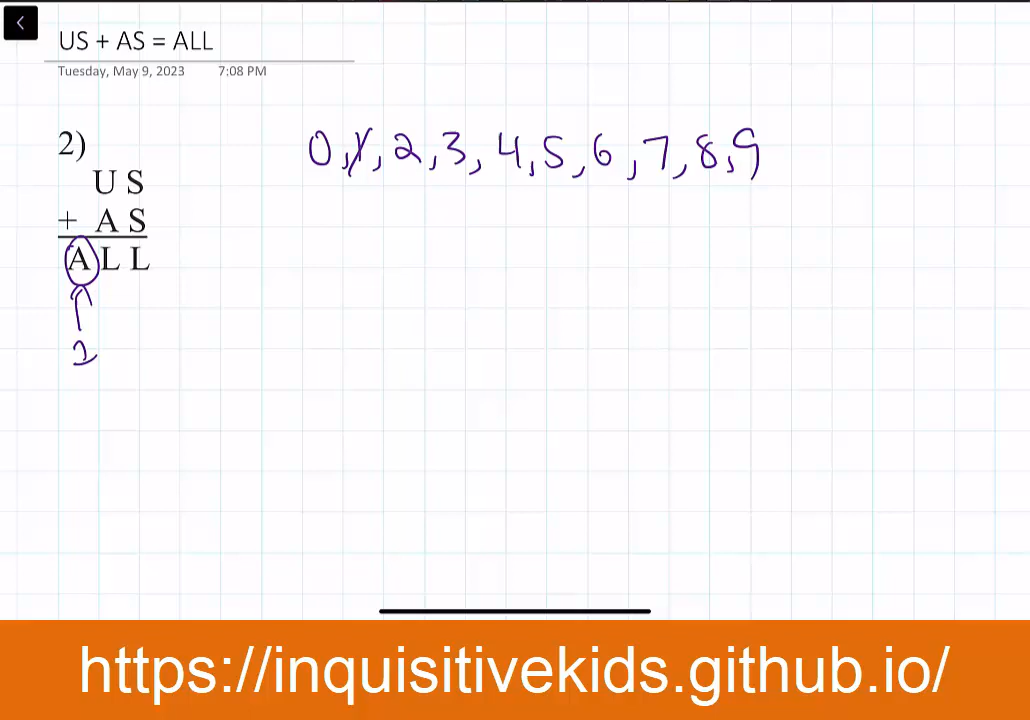 US + AS = ALL
Tuesday, May 9, 2023 7:08 PM
2)
0, 1, 2, 3, 4, 5, 6, 7, 8, 9
U S
+ A S
A L L
1
https://inquisitivekids.github.io/